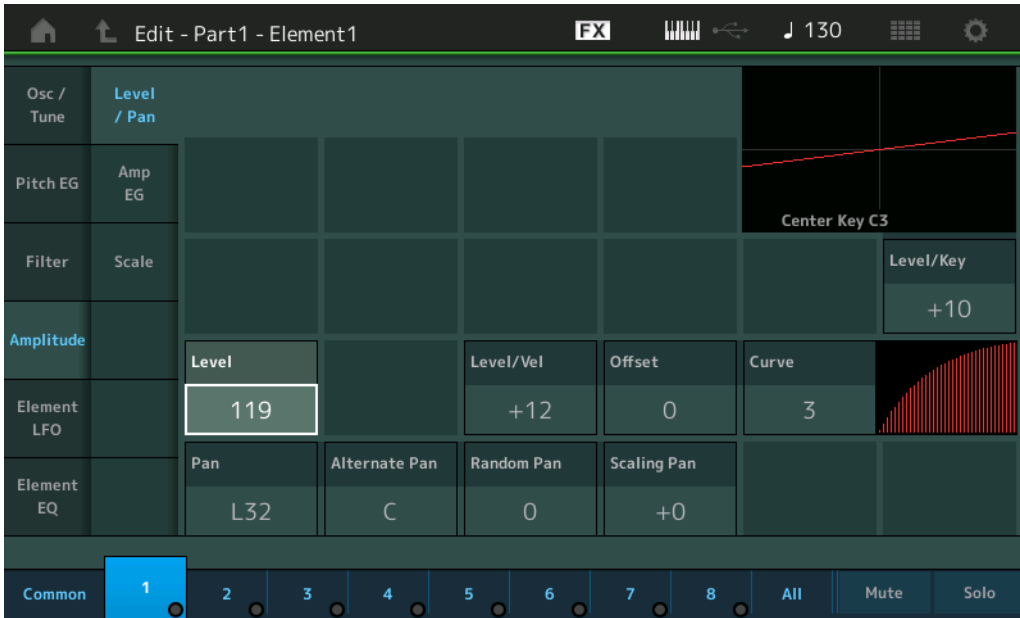 Edit - Part1 - Element1
FX
♩ 130
Osc /
Tune
Level
/ Pan
Pitch EG
Amp
EG
Center Key C3
Filter
Scale
Level/Key
+10
Amplitude
Level
Level/Vel
Offset
Curve
119
+12
0
3
Element
LFO
Pan
Alternate Pan
Random Pan
Scaling Pan
L32
C
0
+0
Element
EQ
Common
1
2
3
4
5
6
7
8
All
Mute
Solo